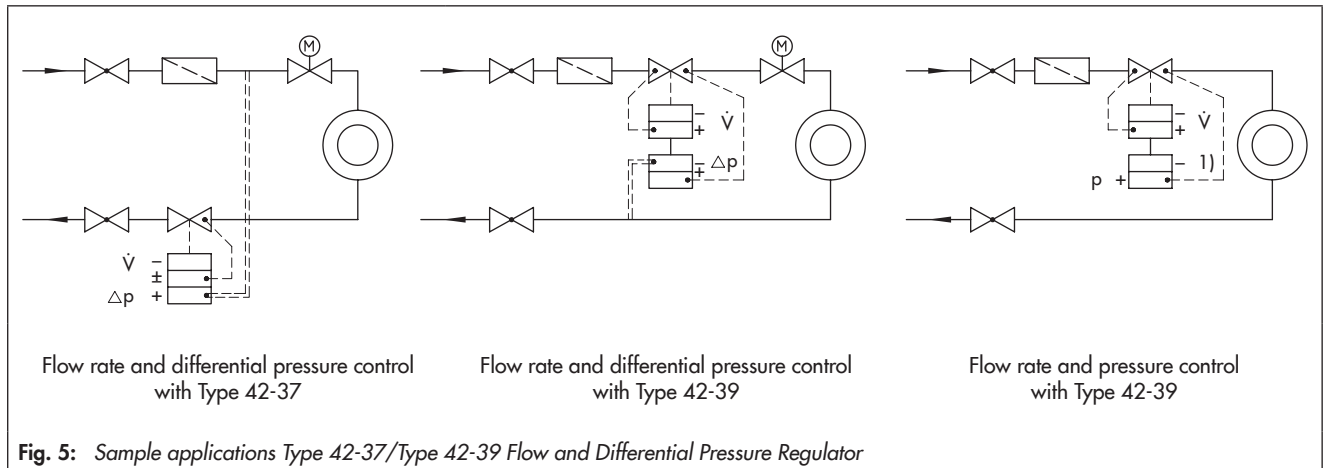 M
M
− V̇
+
− V̇
+
− △p
+
− 1)
p +
V̇ −
±
△p +
Flow rate and differential pressure control
with Type 42-37
Flow rate and differential pressure control
with Type 42-39
Flow rate and pressure control
with Type 42-39
Fig. 5: Sample applications Type 42-37/Type 42-39 Flow and Differential Pressure Regulator